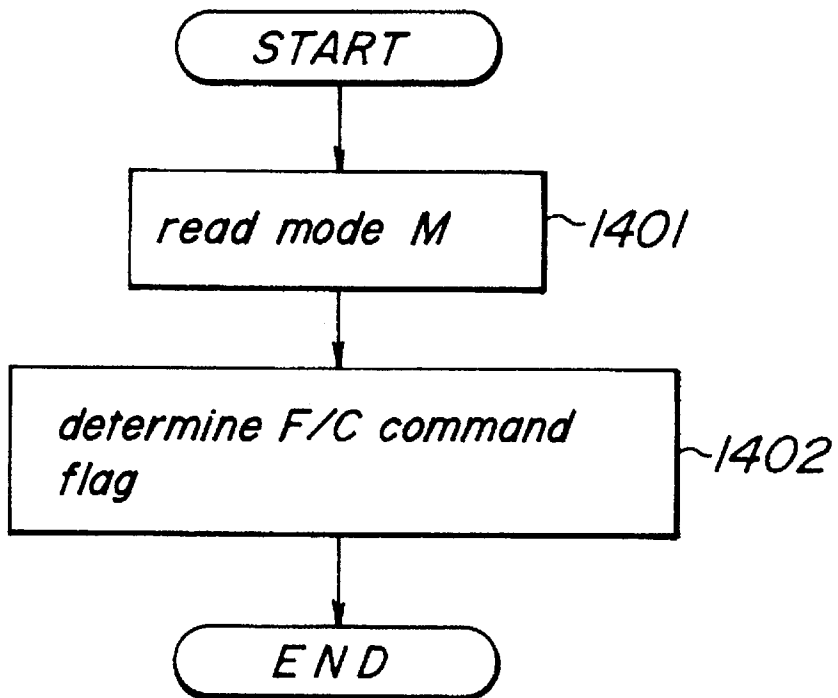 START
read mode M
1401
determine F/C command
flag
1402
END